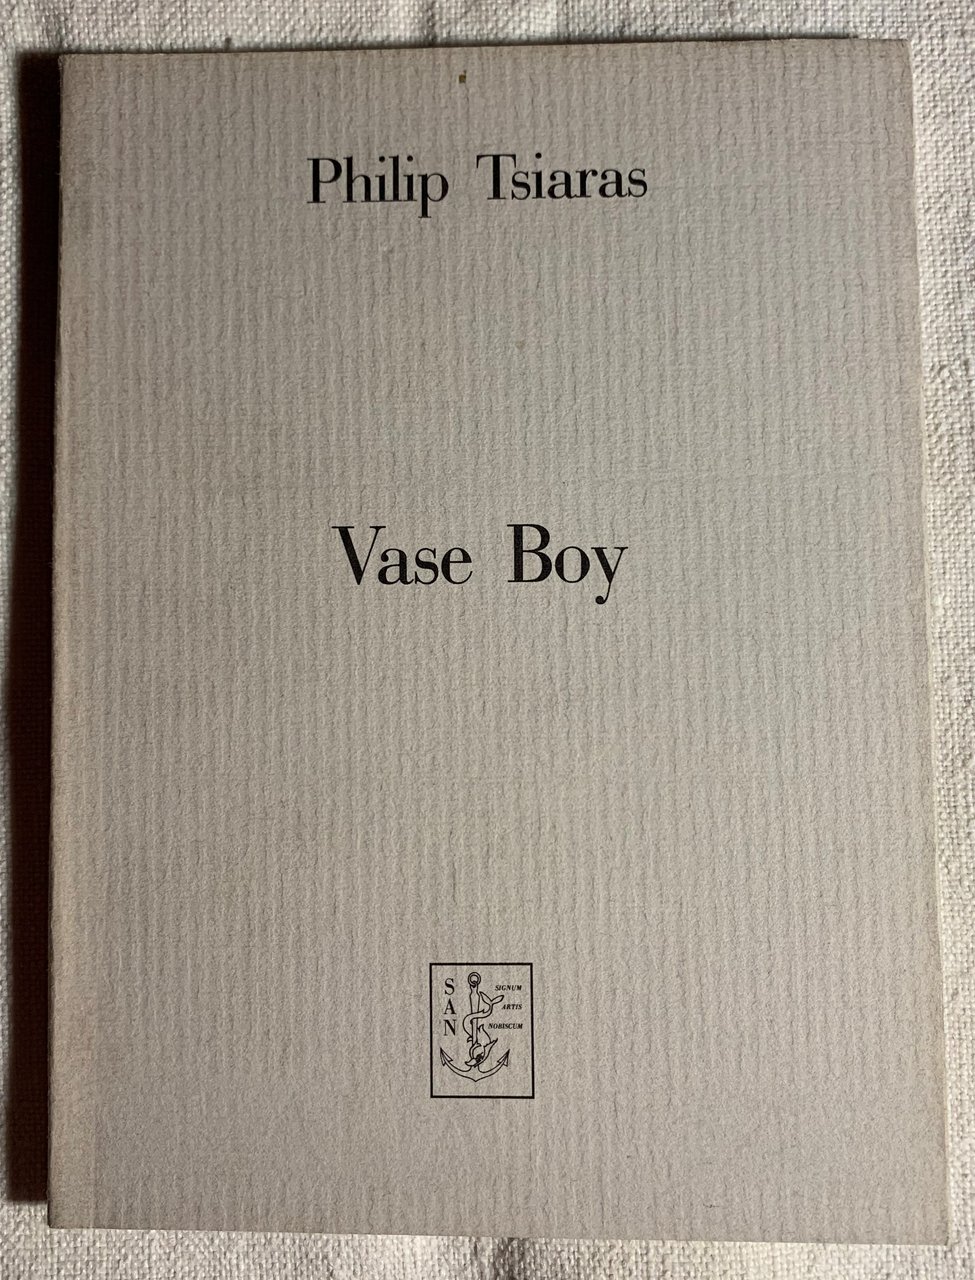 Philip Tsiaras
Vase Boy
SAN
SIGNUM
ARTIS
NOBISCUM